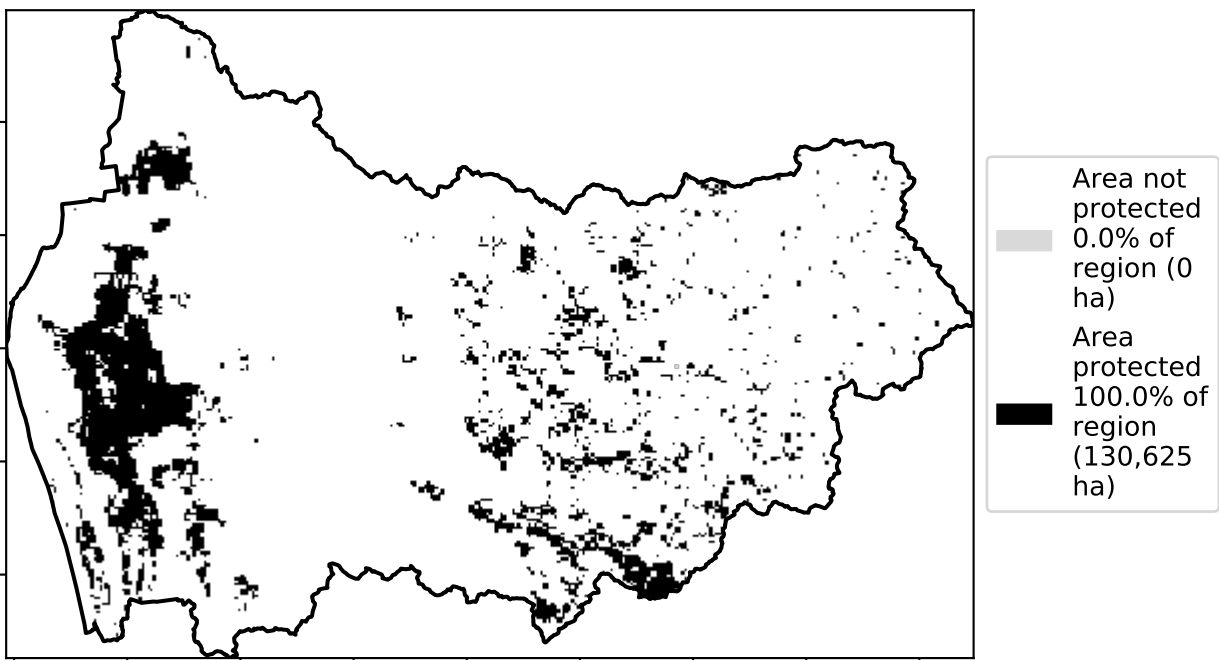 Area not
protected
0.0% of
region (0
ha)
Area
protected
100.0% of
region
(130,625
ha)